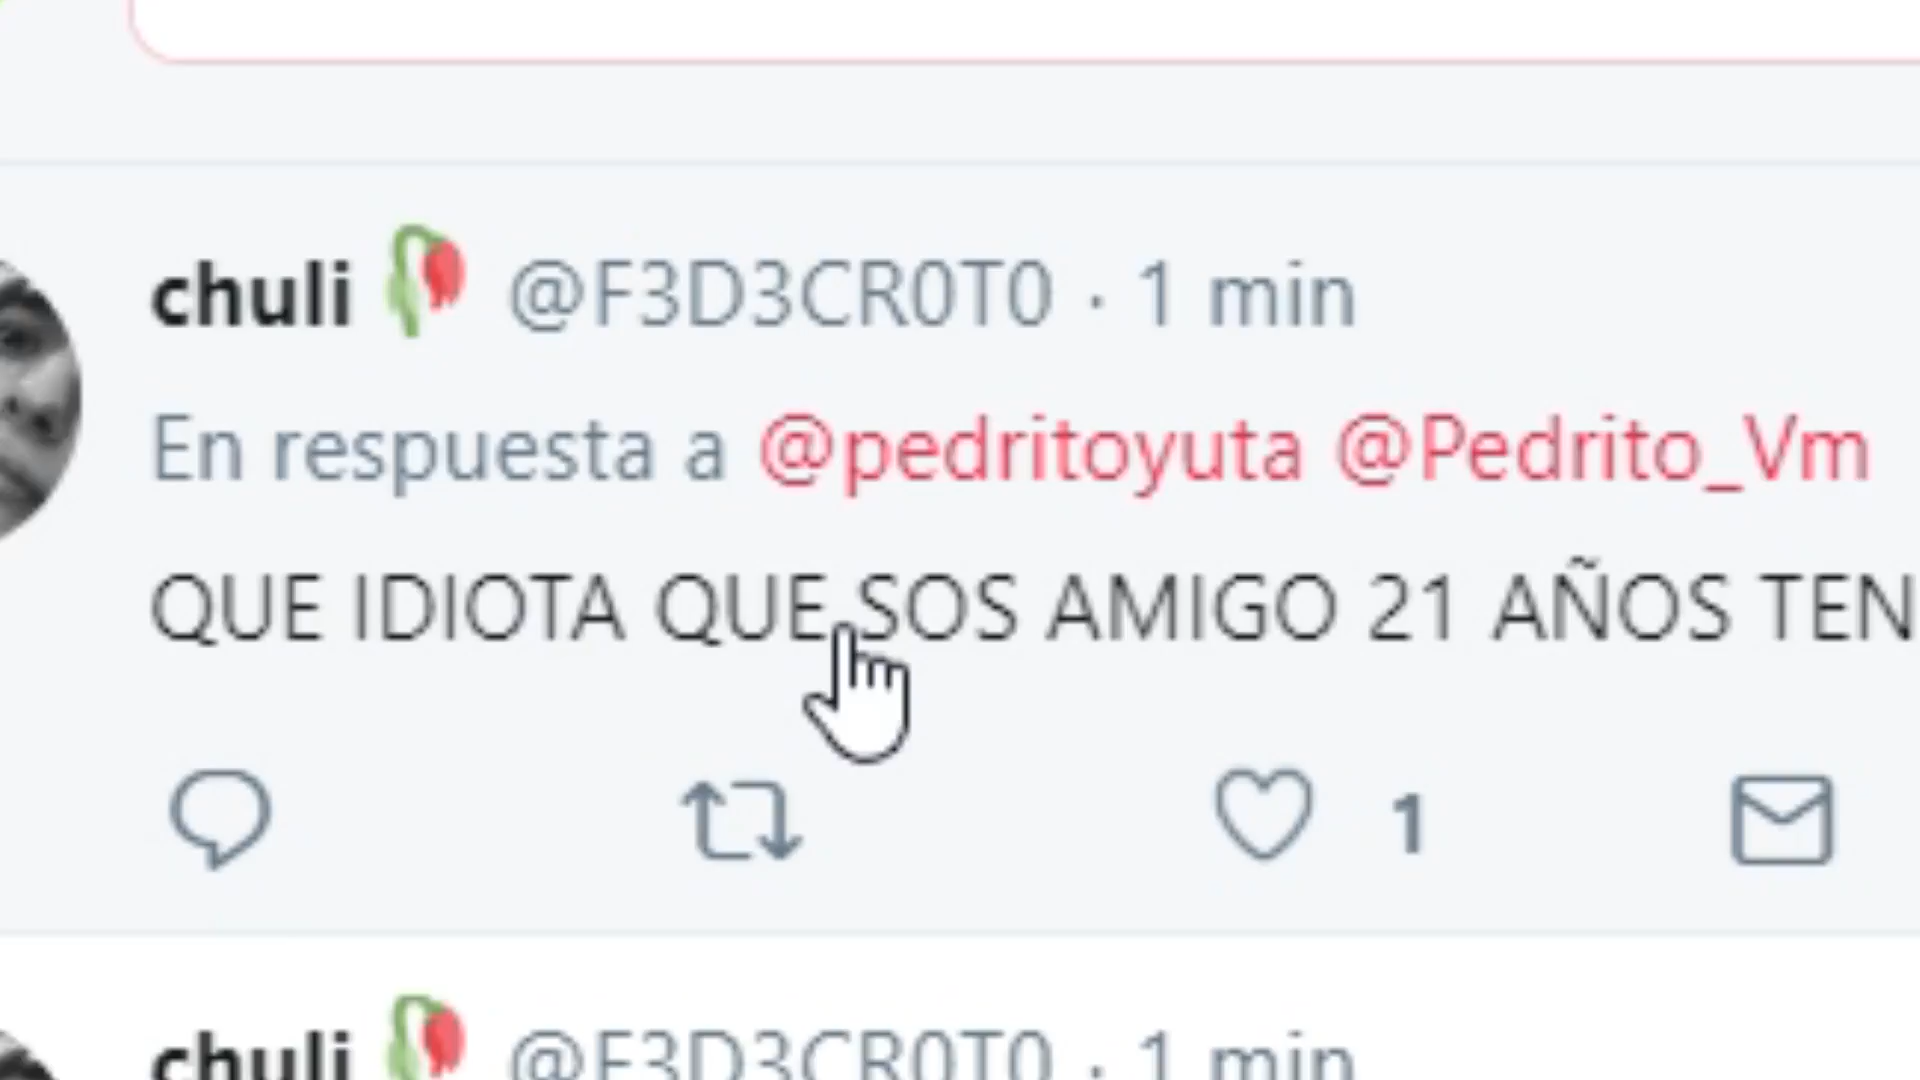 chuli🥀 @F3D3CR0T0 · 1 min
En respuesta a @pedritoyuta @Pedrito_Vm
QUE IDIOTA QUE SOS AMIGO 21 AÑOS TEN
1
chuli🥀 @F3D3CR0T0 · 1 min